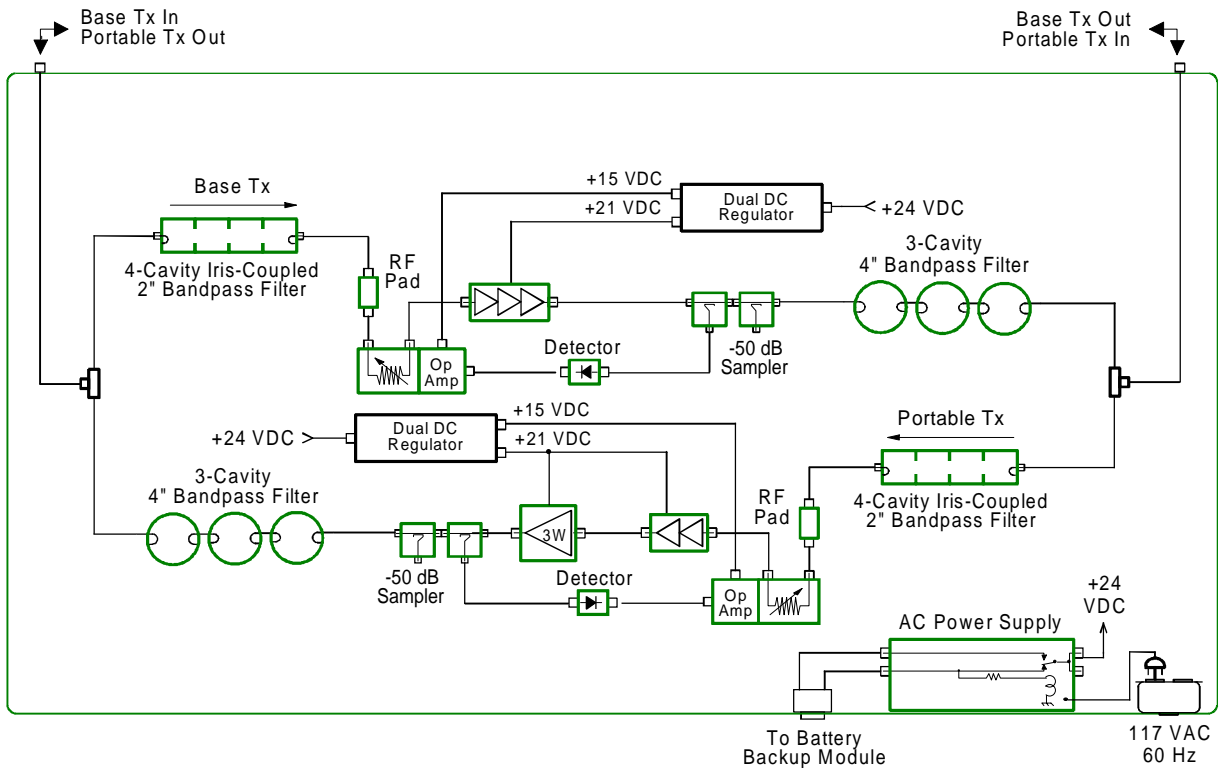 Base Tx In
Portable Tx Out
Base Tx Out
Portable Tx In
Base Tx
4-Cavity Iris-Coupled
2" Bandpass Filter
RF
Pad
Op
Amp
Detector
-50 dB
Sampler
+15 VDC
+21 VDC
Dual DC
Regulator
+24 VDC
3-Cavity
4" Bandpass Filter
+24 VDC
Dual DC
Regulator
+15 VDC
+21 VDC
Portable Tx
4-Cavity Iris-Coupled
2" Bandpass Filter
RF
Pad
3-Cavity
4" Bandpass Filter
-50 dB
Sampler
3W
Detector
Op
Amp
AC Power Supply
+24
VDC
To Battery
Backup Module
117 VAC
60 Hz